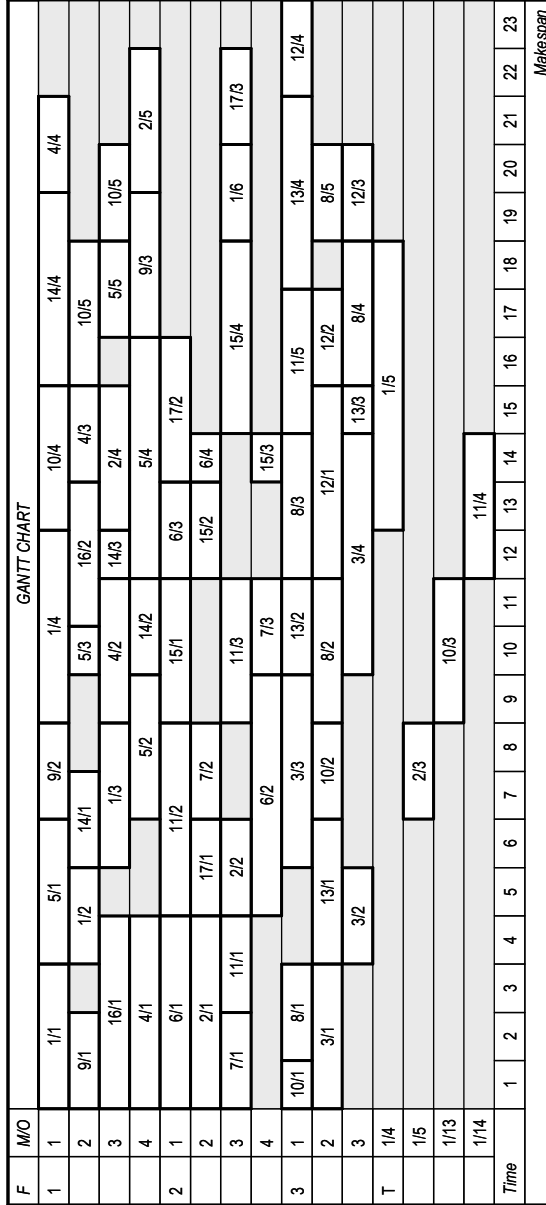 GANTT CHART
F M/O
1 1 1/1 5/1 9/2 1/4 10/4 14/4 4/4
2 9/1 1/2 14/1 5/3 16/2 4/3 10/5
3 16/1 1/3 4/2 14/3 2/4 5/5 10/5
4 4/1 5/2 14/2 5/4 9/3 2/5
2 1 6/1 11/2 15/1 6/3 17/2
2 2/1 17/1 7/2 15/2 6/4
3 7/1 11/1 2/2 11/3 15/4 1/6 17/3
4 6/2 7/3 15/3
3 1 10/1 8/1 3/3 13/2 8/3 11/5 13/4 12/4
2 3/1 13/1 10/2 8/2 12/1 12/2 8/5
3 3/2 3/4 13/3 8/4 12/3
T 1/4 1/5
1/5 2/3
1/13 10/3
1/14 11/4
Time 1 2 3 4 5 6 7 8 9 10 11 12 13 14 15 16 17 18 19 20 21 22 23
Makespan